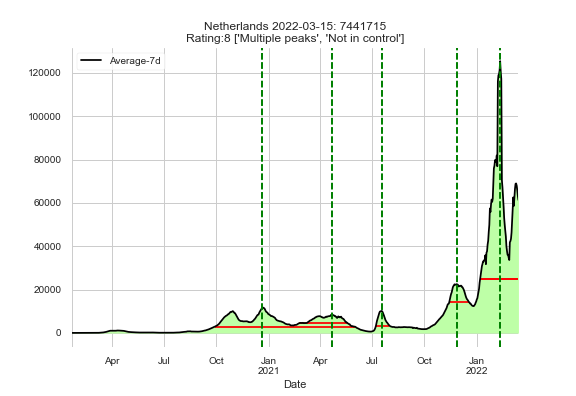 Netherlands 2022-03-15: 7441715
Rating:8 ['Multiple peaks', 'Not in control']
Average-7d
120000
100000
80000
60000
40000
20000
0
Apr Jul Oct Jan Apr Jul Oct Jan
2021 2022
Date